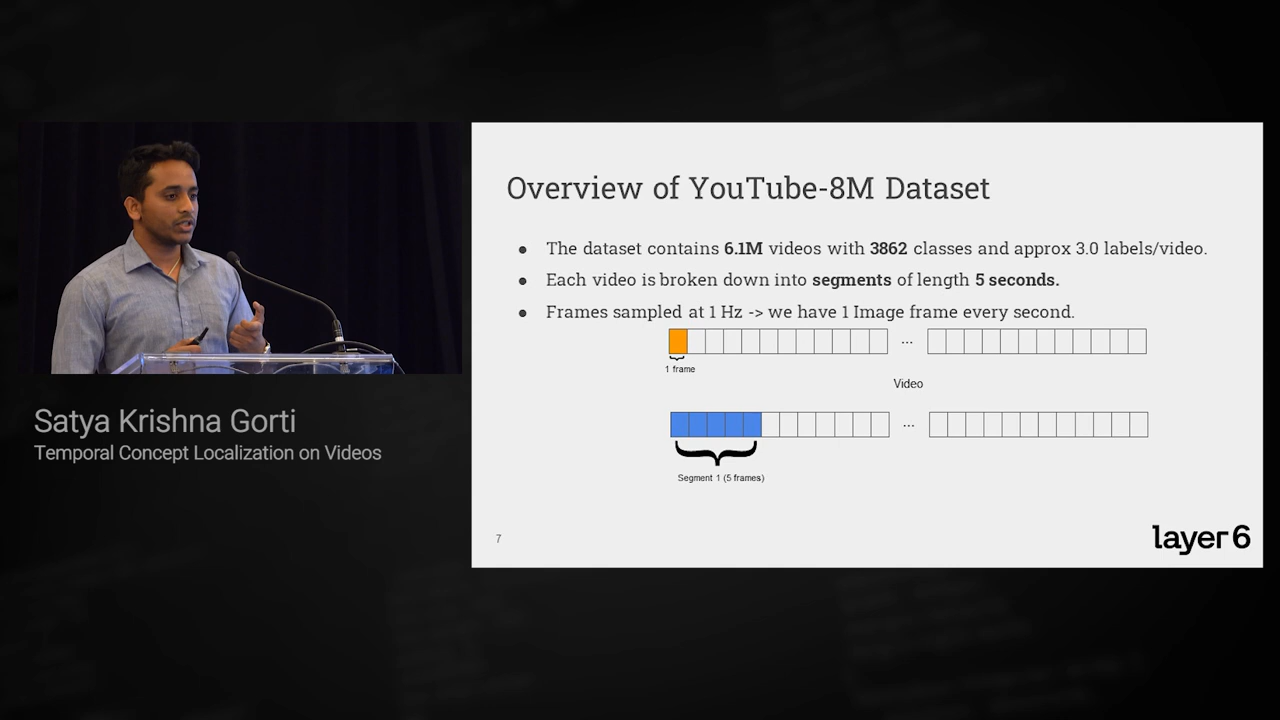 Overview of YouTube-8M Dataset
● The dataset contains 6.1M videos with 3862 classes and approx 3.0 labels/video.
● Each video is broken down into segments of length 5 seconds.
● Frames sampled at 1 Hz -> we have 1 Image frame every second.
...
1 frame
Video
...
Segment 1 (5 frames)
7
layer 6
Satya Krishna Gorti
Temporal Concept Localization on Videos